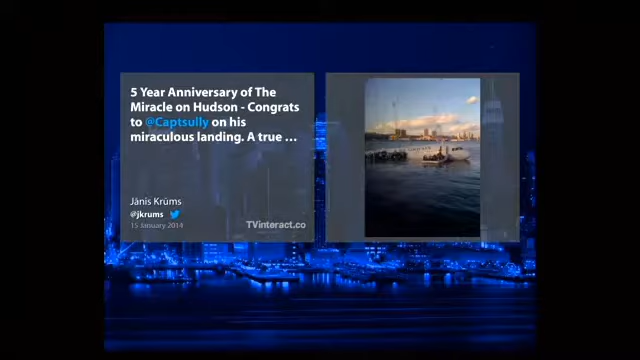 5 Year Anniversary of The
Miracle on Hudson - Congrats
to @Captsully on his
miraculous landing. A true ...
Jānis Krūms
@jkrums
15 January 2014
TVinteract.co